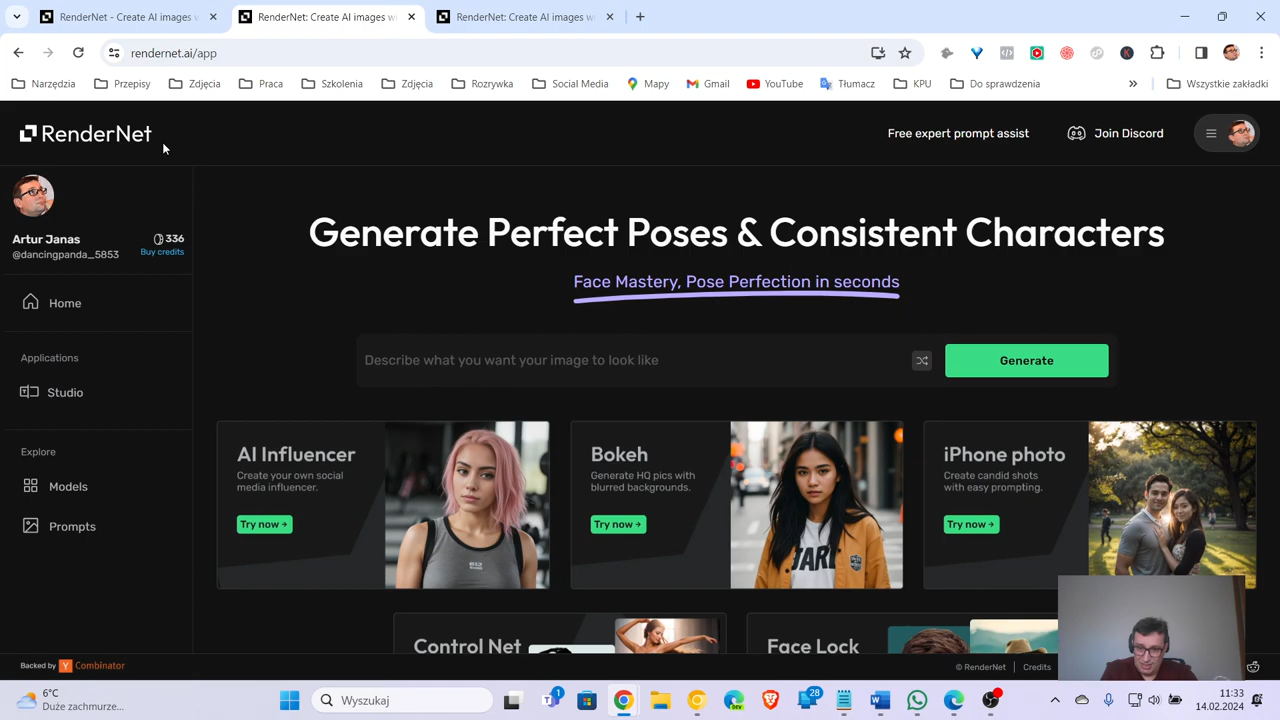 RenderNet - Create AI images
RenderNet: Create AI images w
RenderNet: Create AI images w
rendernet.ai/app
Narzędzia
Przepisy
Zdjęcia
Praca
Szkolenia
Zdjęcia
Rozrywka
Social Media
Mapy
Gmail
YouTube
Tłumacz
KPU
Do sprawdzenia
»
Wszystkie zakładki
RenderNet
Free expert prompt assist
Join Discord
Artur Janas
336
@dancingpanda_5853
Buy credits
Home
Applications
Studio
Explore
Models
Prompts
Generate Perfect Poses & Consistent Characters
Face Mastery, Pose Perfection in seconds
Describe what you want your image to look like
Generate
AI Influencer
Create your own social
media influencer.
Try now →
Bokeh
Generate HQ pics with
blurred backgrounds.
Try now →
iPhone photo
Create candid shots
with easy prompting.
Try now →
Control Net
Face Lock
Backed by Y Combinator
© RenderNet
Credits
6°C
Duże zachmurze...
Wyszukaj
1
DEV
28
11:33
14.02.2024